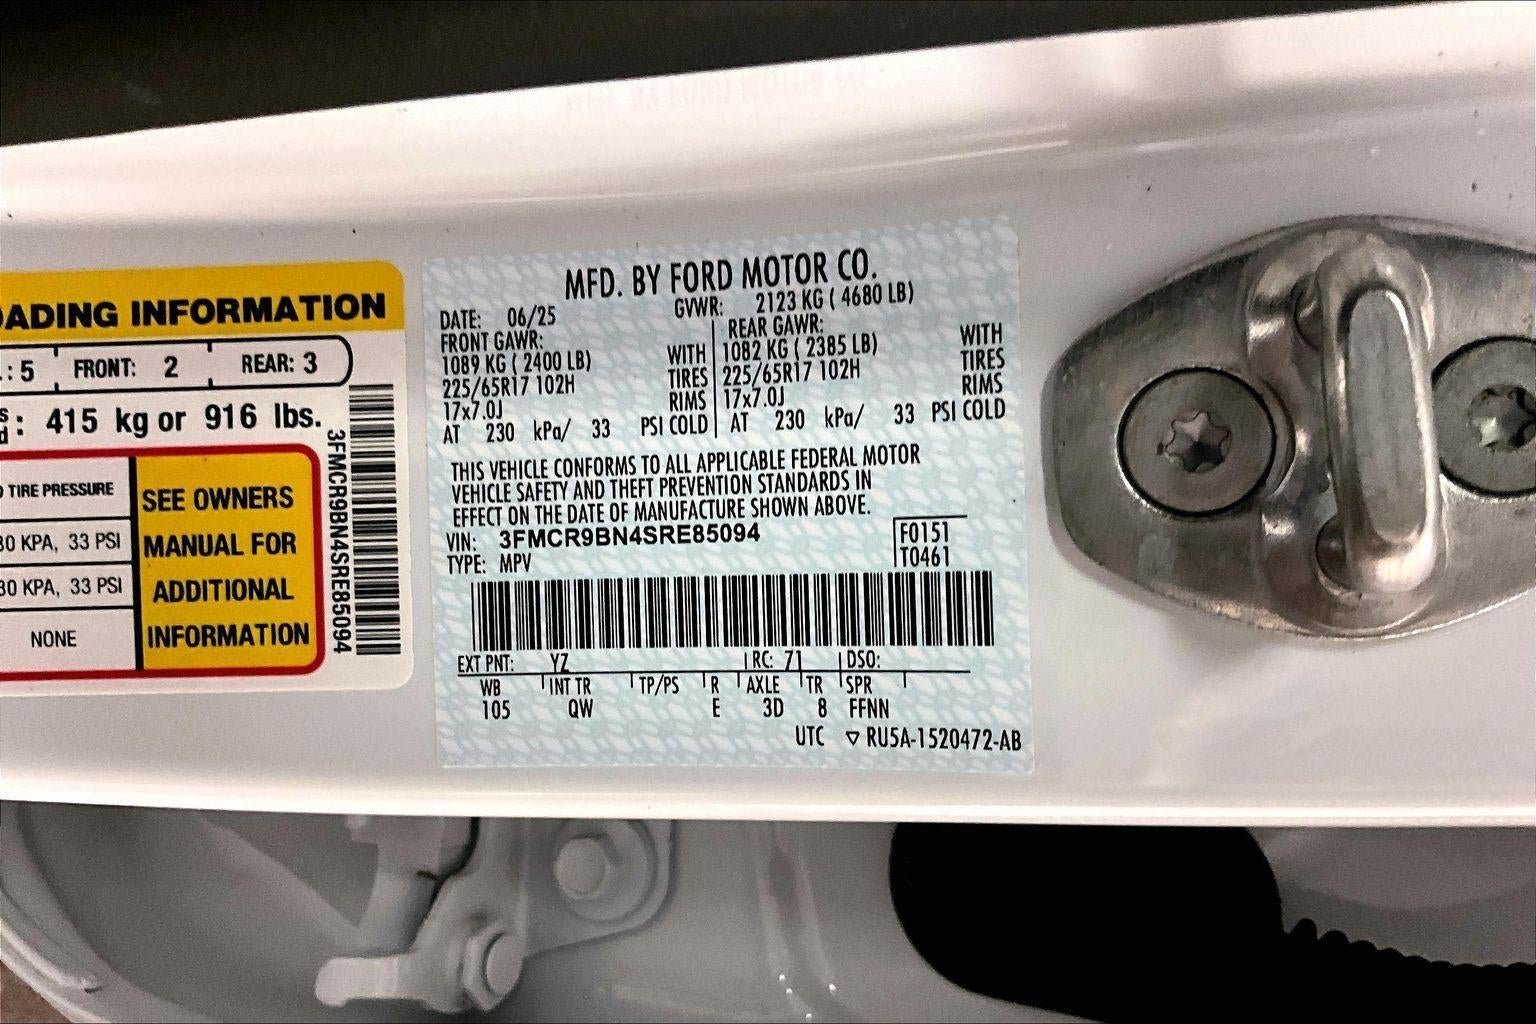 OADING INFORMATION
: 5 FRONT: 2 REAR: 3
: 415 kg or 916 lbs.
TIRE PRESSURE
30 KPA, 33 PSI
30 KPA, 33 PSI
NONE
SEE OWNERS
MANUAL FOR
ADDITIONAL
INFORMATION
3FMCR9BN4SRE85094
MFD. BY FORD MOTOR CO.
DATE: 06/25 GVWR: 2123 KG ( 4680 LB)
FRONT GAWR: REAR GAWR:
1089 KG ( 2400 LB) WITH 1082 KG ( 2385 LB) WITH
225/65R17 102H TIRES 225/65R17 102H TIRES
17x7.0J RIMS 17x7.0J RIMS
AT 230 kPa/ 33 PSI COLD AT 230 kPa/ 33 PSI COLD
THIS VEHICLE CONFORMS TO ALL APPLICABLE FEDERAL MOTOR
VEHICLE SAFETY AND THEFT PREVENTION STANDARDS IN
EFFECT ON THE DATE OF MANUFACTURE SHOWN ABOVE.
VIN: 3FMCR9BN4SRE85094 F0151
TYPE: MPV T0461
EXT PNT: YZ RC: 71 DSO:
WB INT TR TP/PS R AXLE TR SPR
105 QW E 3D 8 FFNN
UTC ▽ RU5A-1520472-AB